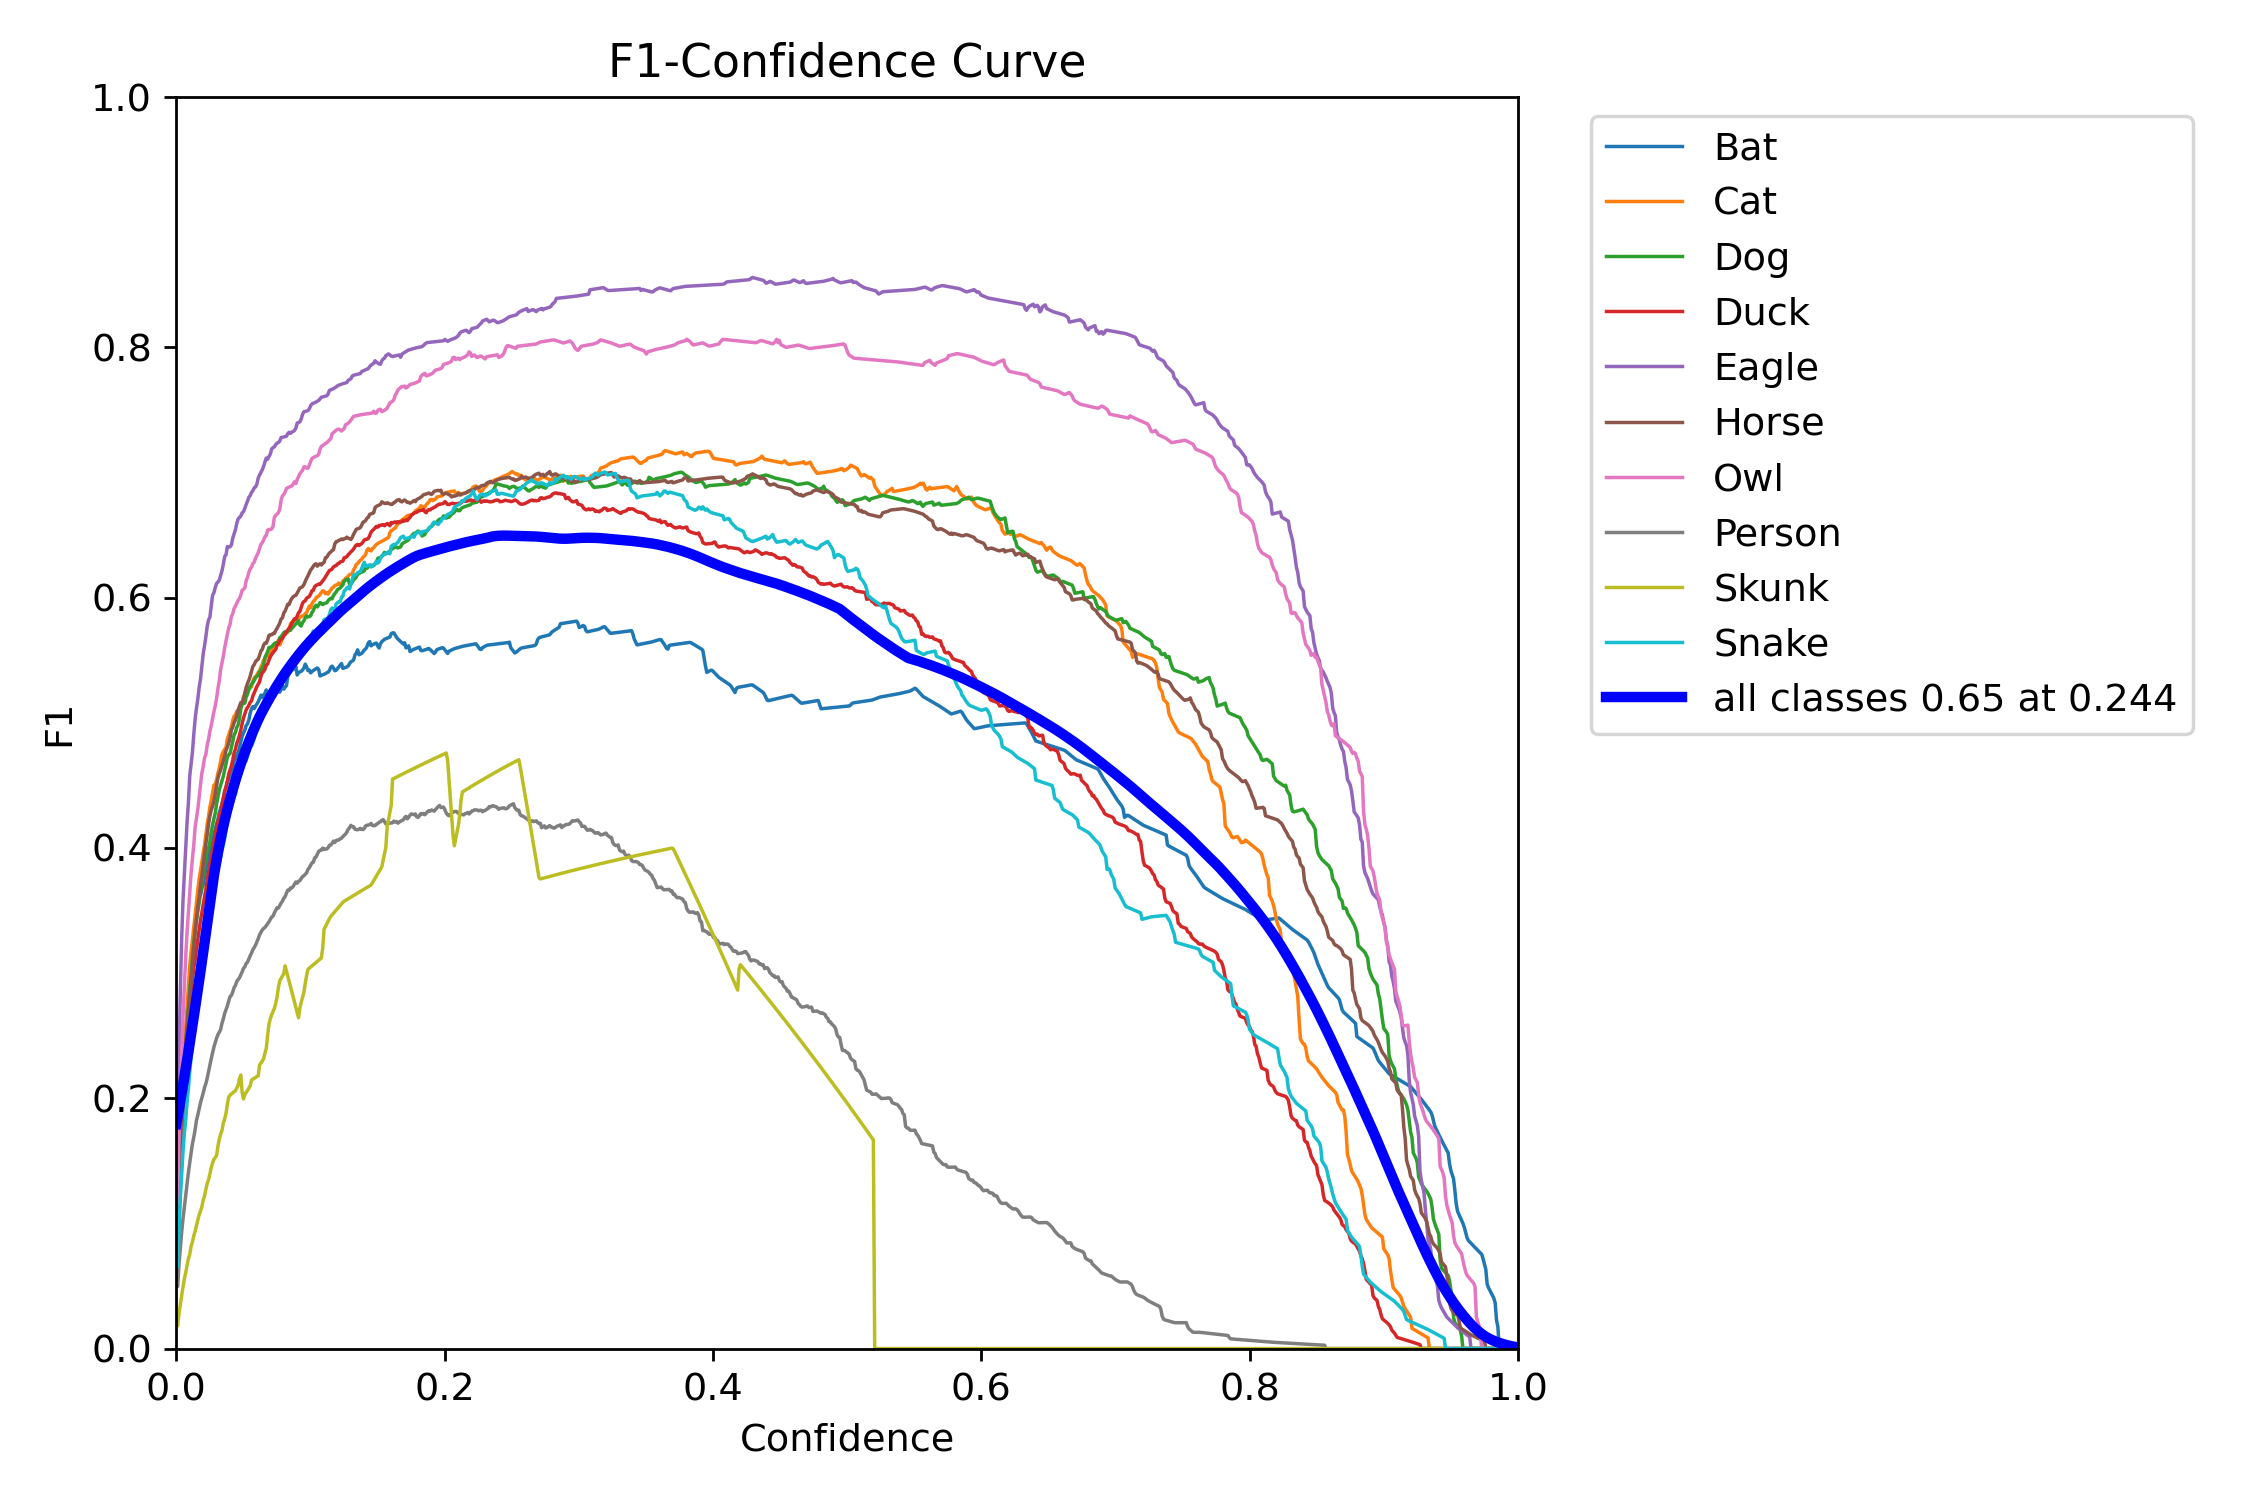 F1-Confidence Curve
1.0
0.8
0.6
0.4
0.2
0.0
F1
0.0 0.2 0.4 0.6 0.8 1.0
Confidence
Bat
Cat
Dog
Duck
Eagle
Horse
Owl
Person
Skunk
Snake
all classes 0.65 at 0.244